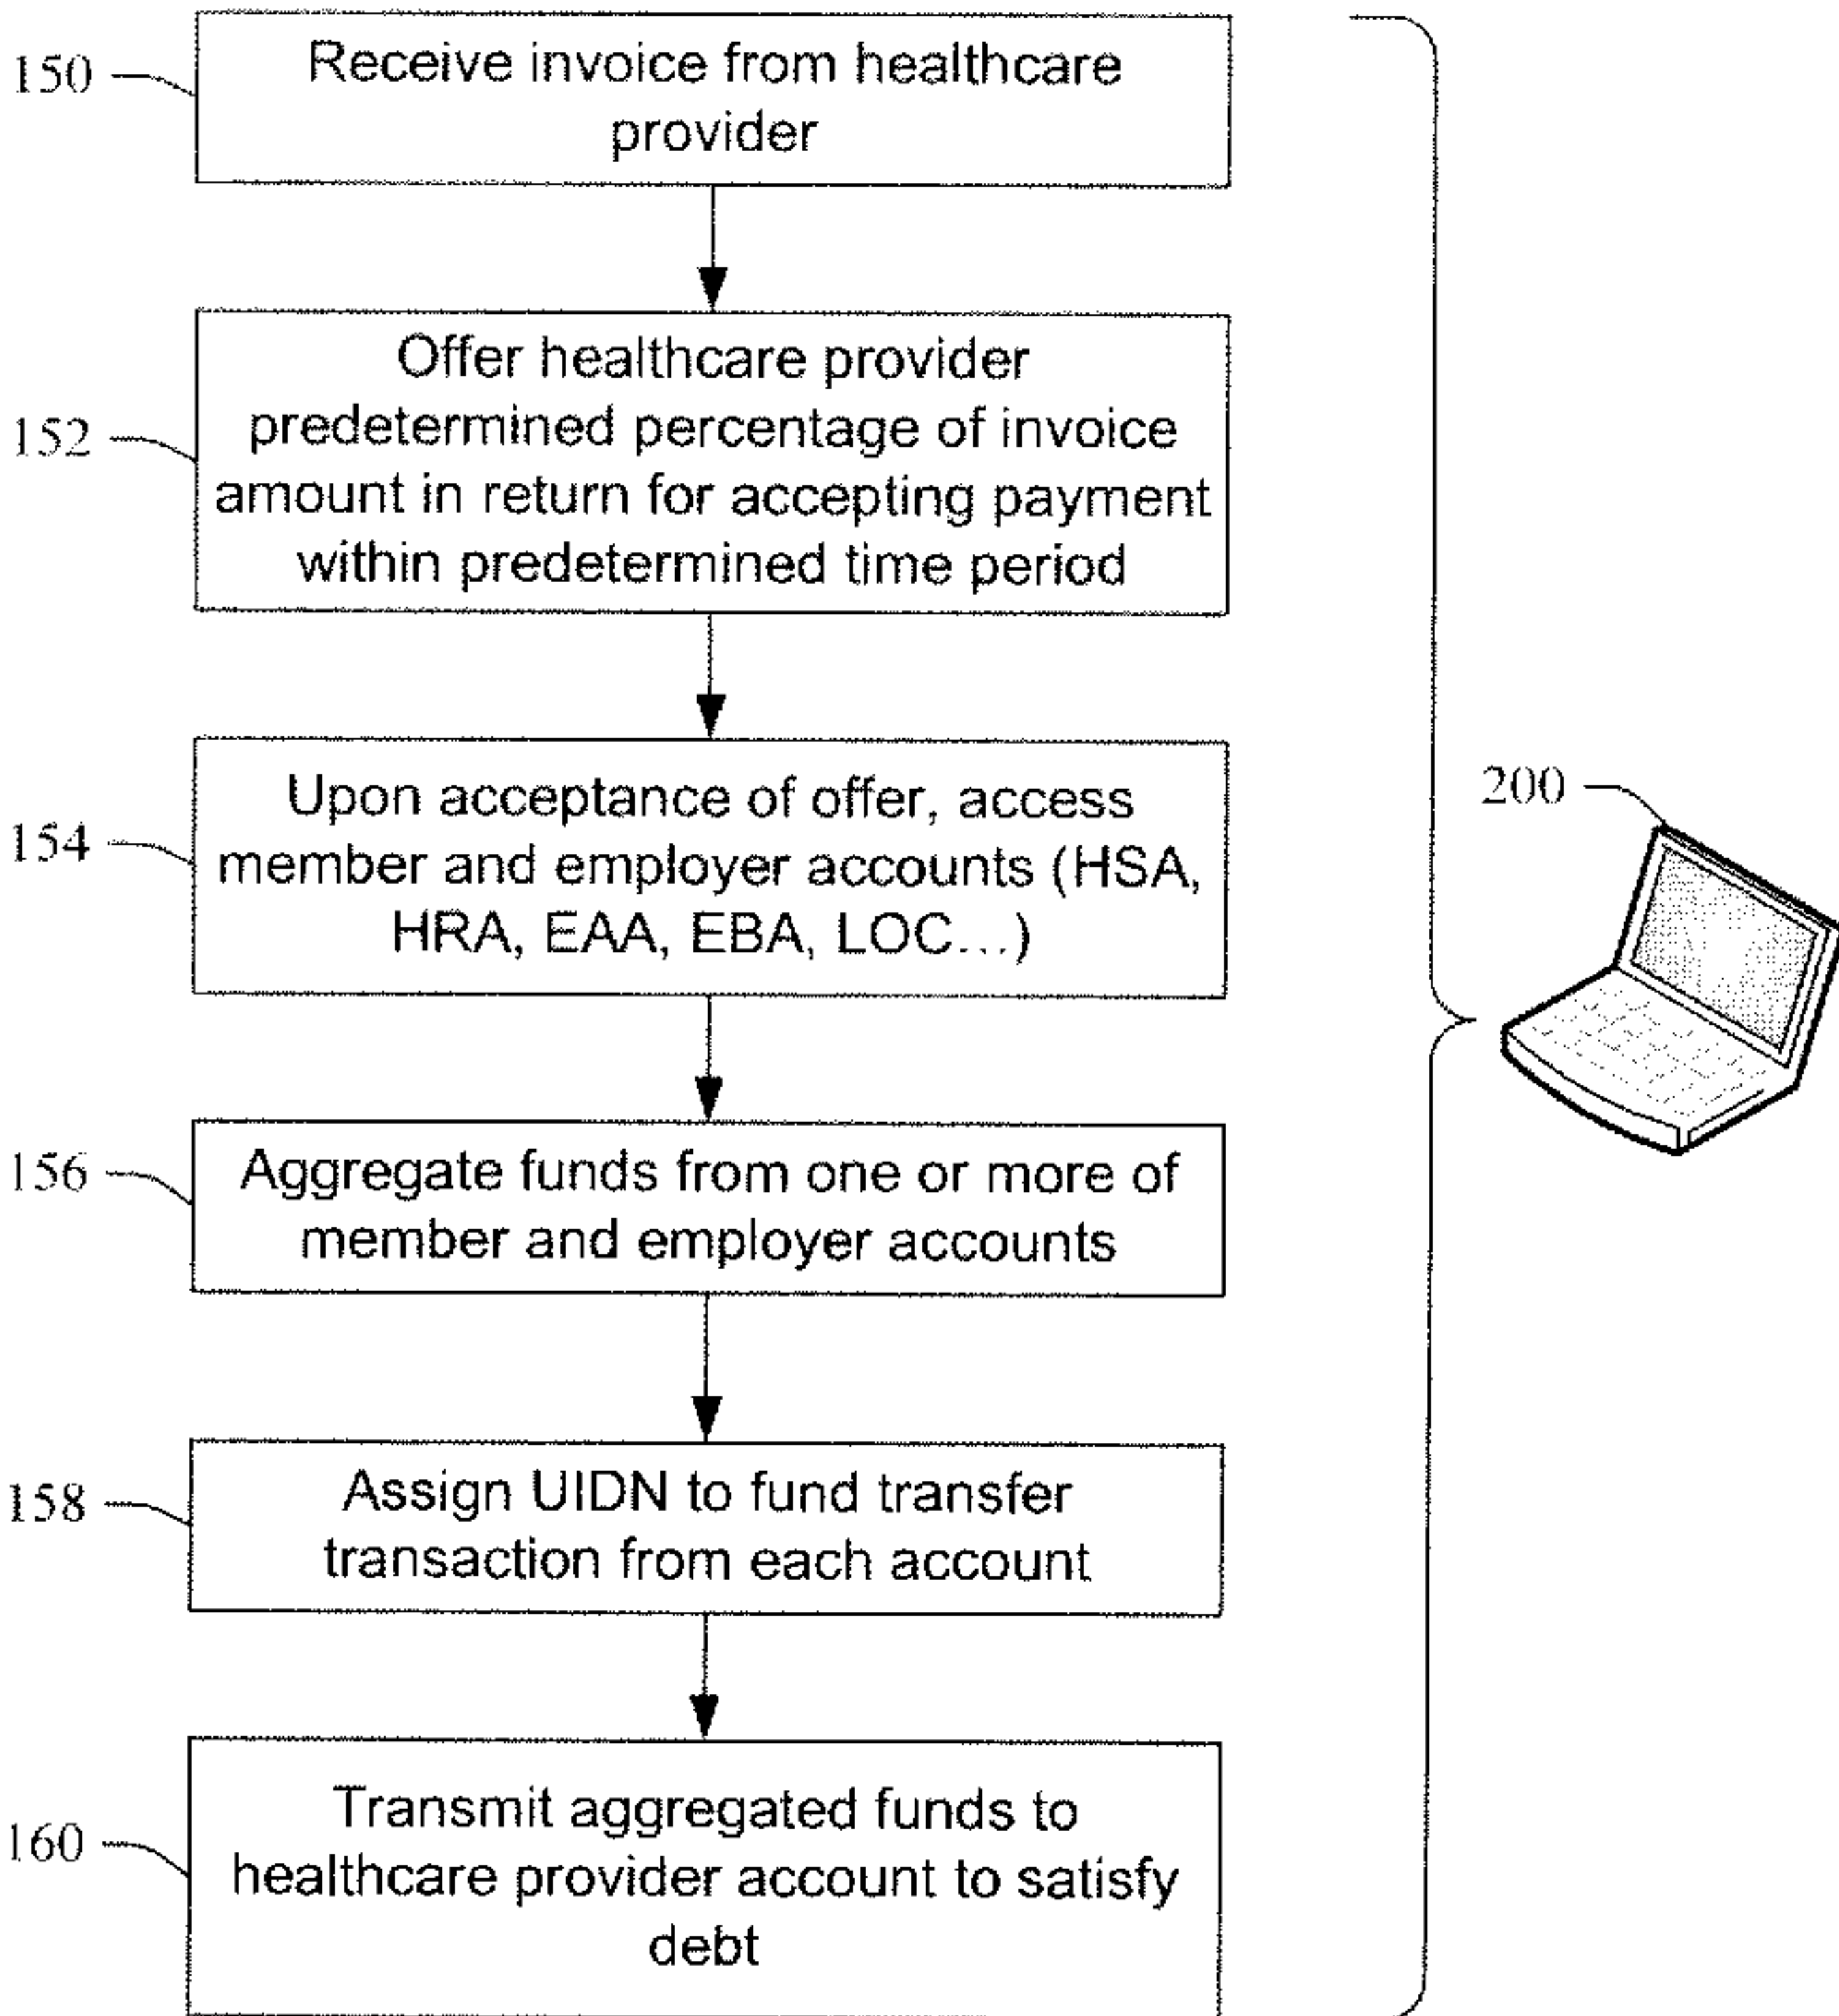 150
Receive invoice from healthcare
provider
152
Offer healthcare provider
predetermined percentage of invoice
amount in return for accepting payment
within predetermined time period
154
Upon acceptance of offer, access
member and employer accounts (HSA,
HRA, EAA, EBA, LOC...)
200
156
Aggregate funds from one or more of
member and employer accounts
158
Assign UIDN to fund transfer
transaction from each account
160
Transmit aggregated funds to
healthcare provider account to satisfy
debt